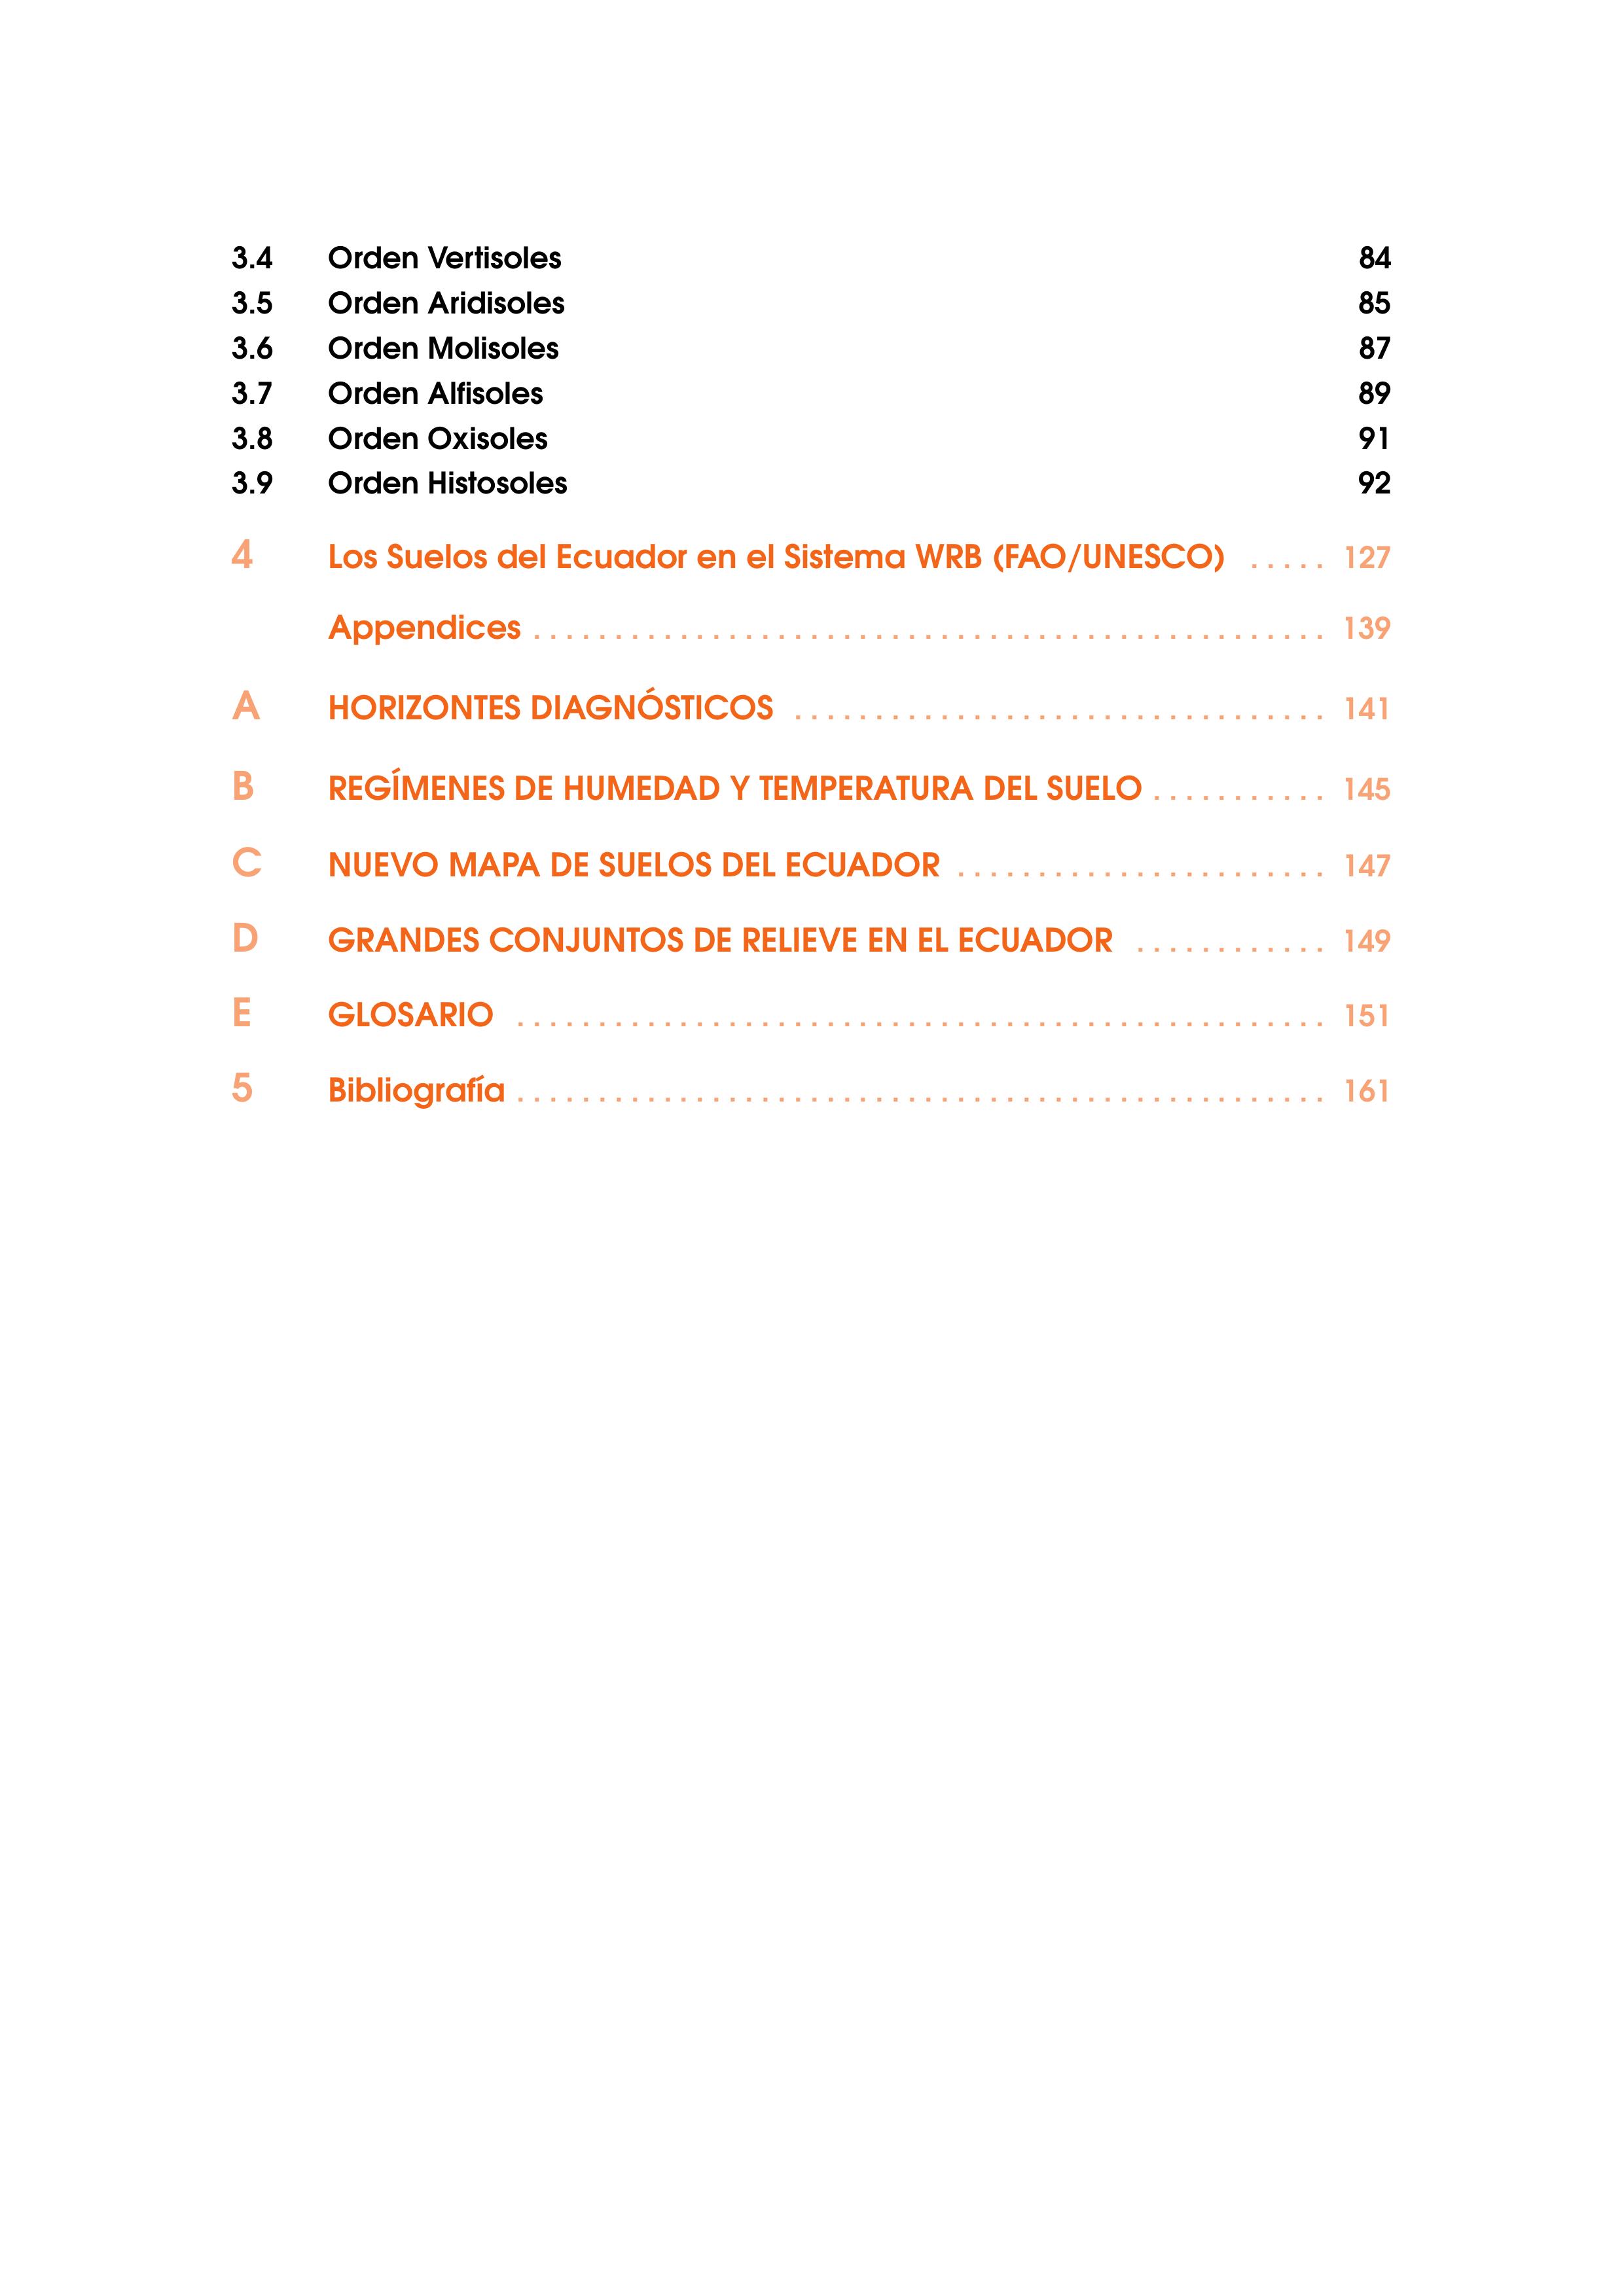 3.4 Orden Vertisoles 84
3.5 Orden Aridisoles 85
3.6 Orden Molisoles 87
3.7 Orden Alfisoles 89
3.8 Orden Oxisoles 91
3.9 Orden Histosoles 92
4 Los Suelos del Ecuador en el Sistema WRB (FAO/UNESCO) . . . . . 127
Appendices . . . . . . . . . . . . . . . . . . . . . . . . . . . . . . . . . . . . . . . . . . . . . . . . . 139
A HORIZONTES DIAGNÓSTICOS . . . . . . . . . . . . . . . . . . . . . . . . . . . . . . . . . 141
B REGÍMENES DE HUMEDAD Y TEMPERATURA DEL SUELO . . . . . . . . . . . 145
C NUEVO MAPA DE SUELOS DEL ECUADOR . . . . . . . . . . . . . . . . . . . . . . . 147
D GRANDES CONJUNTOS DE RELIEVE EN EL ECUADOR . . . . . . . . . . . . 149
E GLOSARIO . . . . . . . . . . . . . . . . . . . . . . . . . . . . . . . . . . . . . . . . . . . . . . . . . . 151
5 Bibliografía . . . . . . . . . . . . . . . . . . . . . . . . . . . . . . . . . . . . . . . . . . . . . . . . . . 161